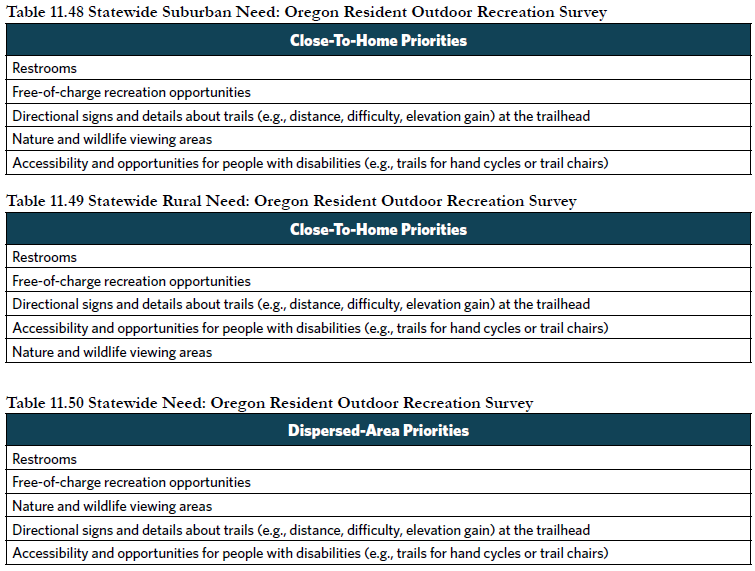 Table 11.48 Statewide Suburban Need: Oregon Resident Outdoor Recreation Survey
Close-To-Home Priorities
Restrooms
Free-of-charge recreation opportunities
Directional signs and details about trails (e.g., distance, difficulty, elevation gain) at the trailhead
Nature and wildlife viewing areas
Accessibility and opportunities for people with disabilities (e.g., trails for hand cycles or trail chairs)
Table 11.49 Statewide Rural Need: Oregon Resident Outdoor Recreation Survey
Close-To-Home Priorities
Restrooms
Free-of-charge recreation opportunities
Directional signs and details about trails (e.g., distance, difficulty, elevation gain) at the trailhead
Accessibility and opportunities for people with disabilities (e.g., trails for hand cycles or trail chairs)
Nature and wildlife viewing areas
Table 11.50 Statewide Need: Oregon Resident Outdoor Recreation Survey
Dispersed-Area Priorities
Restrooms
Free-of-charge recreation opportunities
Nature and wildlife viewing areas
Directional signs and details about trails (e.g., distance, difficulty, elevation gain) at the trailhead
Accessibility and opportunities for people with disabilities (e.g., trails for hand cycles or trail chairs)